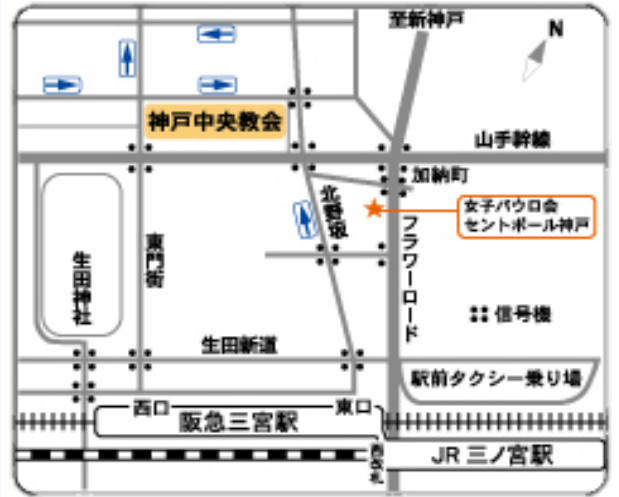 至新神戸
N
神戸中央教会
山手幹線
加納町
女子パウロ会
セントポール神戸
北野坂
フラワーロード
東門街
生田神社
信号機
生田新道
駅前タクシー乗り場
西口
東口
阪急三宮駅
JR 三ノ宮駅